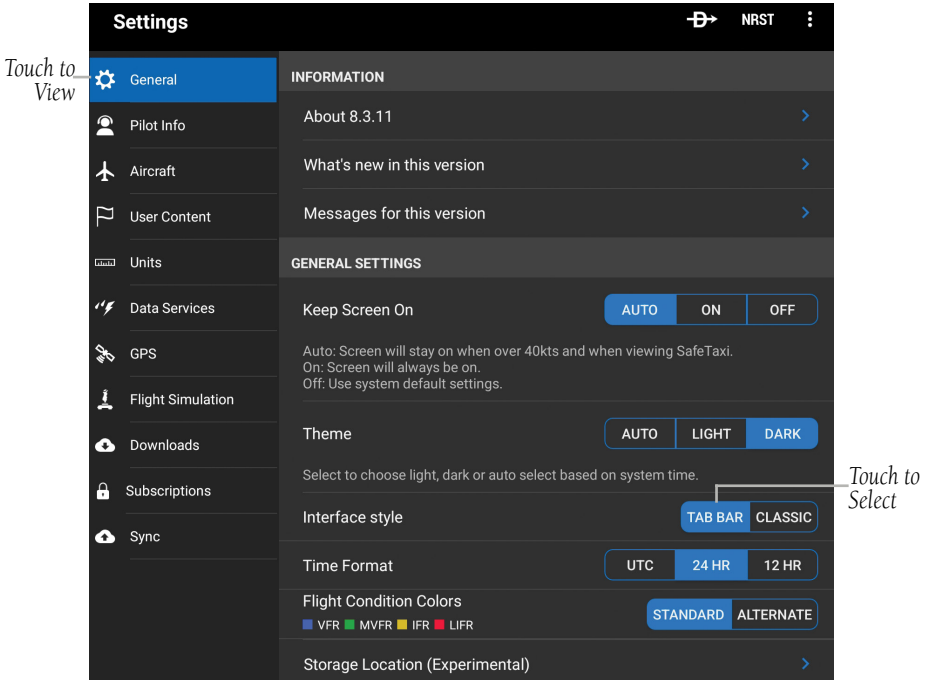 Settings
NRST
Touch to
View
General
Pilot Info
Aircraft
User Content
Units
Data Services
GPS
Flight Simulation
Downloads
Subscriptions
Sync
INFORMATION
About 8.3.11
What's new in this version
Messages for this version
GENERAL SETTINGS
Keep Screen On AUTO ON OFF
Auto: Screen will stay on when over 40kts and when viewing SafeTaxi.
On: Screen will always be on.
Off: Use system default settings.
Theme AUTO LIGHT DARK
Select to choose light, dark or auto select based on system time.
Interface style TAB BAR CLASSIC
Time Format UTC 24 HR 12 HR
Flight Condition Colors STANDARD ALTERNATE
VFR MVFR IFR LIFR
Storage Location (Experimental)
Touch to
Select